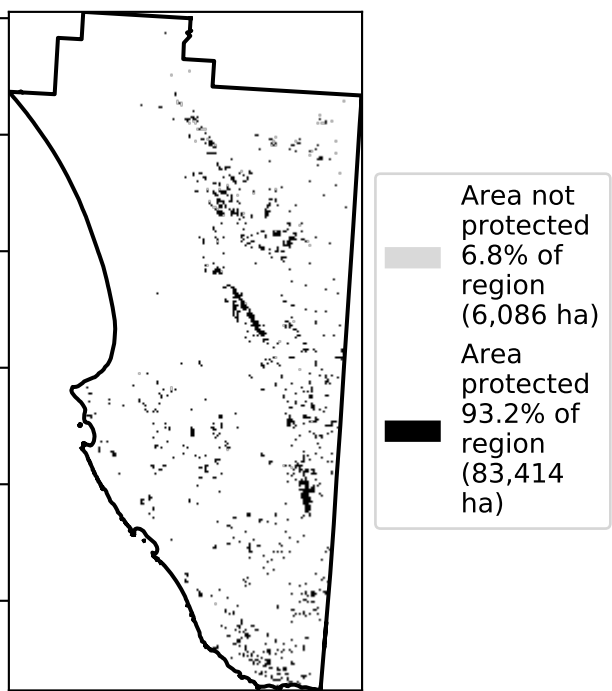 Area not
protected
6.8% of
region
(6,086 ha)
Area
protected
93.2% of
region
(83,414
ha)